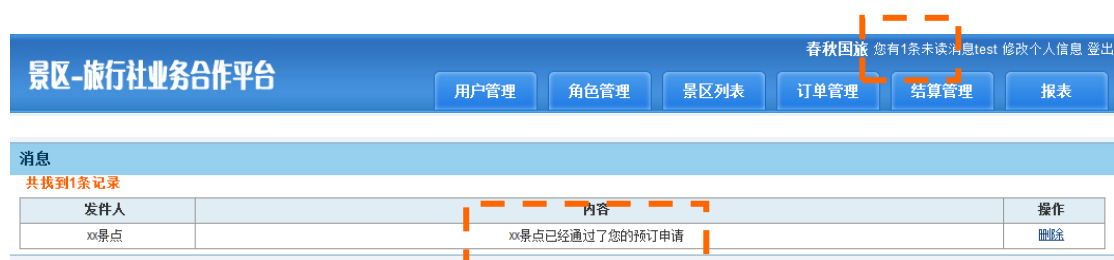 春秋国旅 您有1条未读消息test 修改个人信息 登出
景区-旅行社业务合作平台
用户管理 角色管理 景区列表 订单管理 结算管理 报表
消息
共找到1条记录
发件人 内容 操作
xx景点 xx景点已经通过了您的预订申请 删除